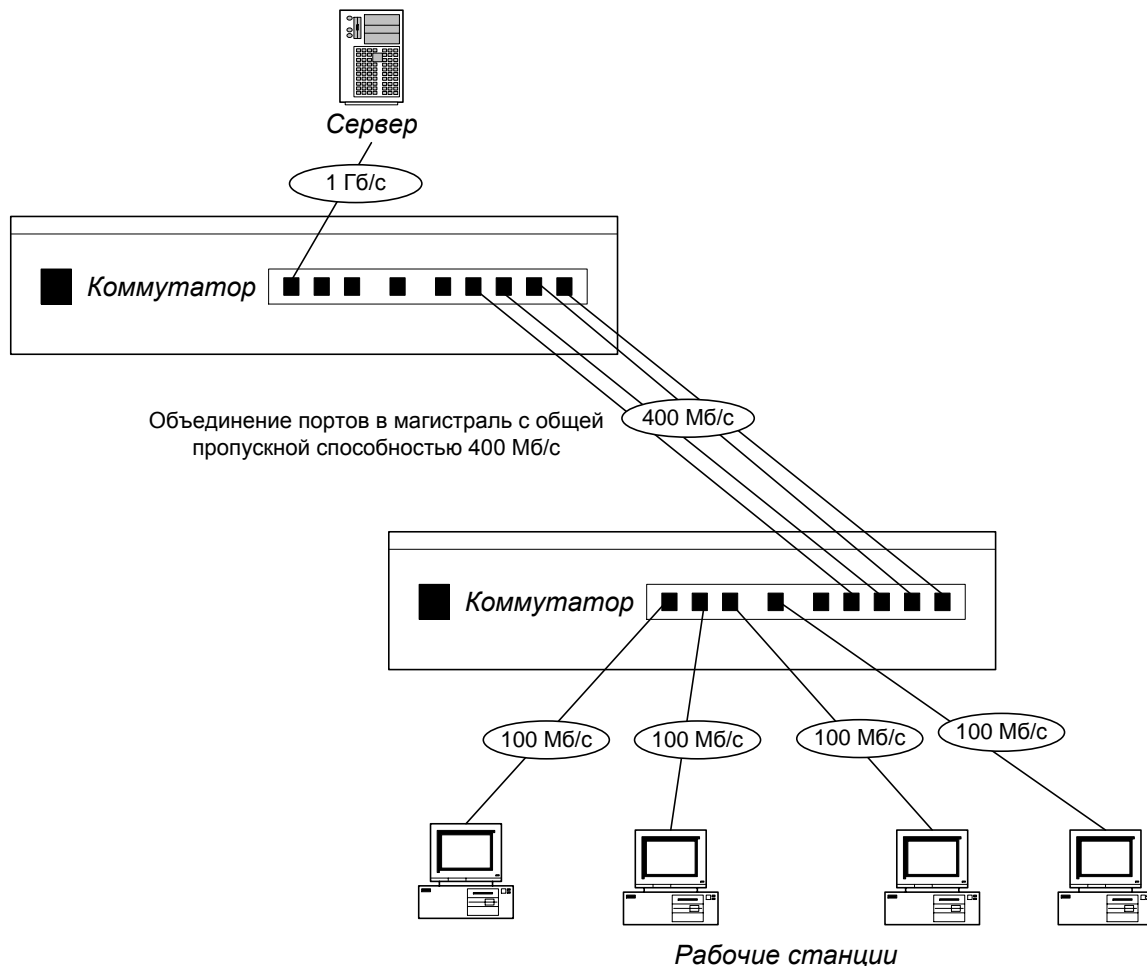 Сервер
1 Гб/с
Коммутатор
Объединение портов в магистраль с общей
пропускной способностью 400 Мб/с
400 Мб/с
Коммутатор
100 Мб/с
100 Мб/с
100 Мб/с
100 Мб/с
Рабочие станции